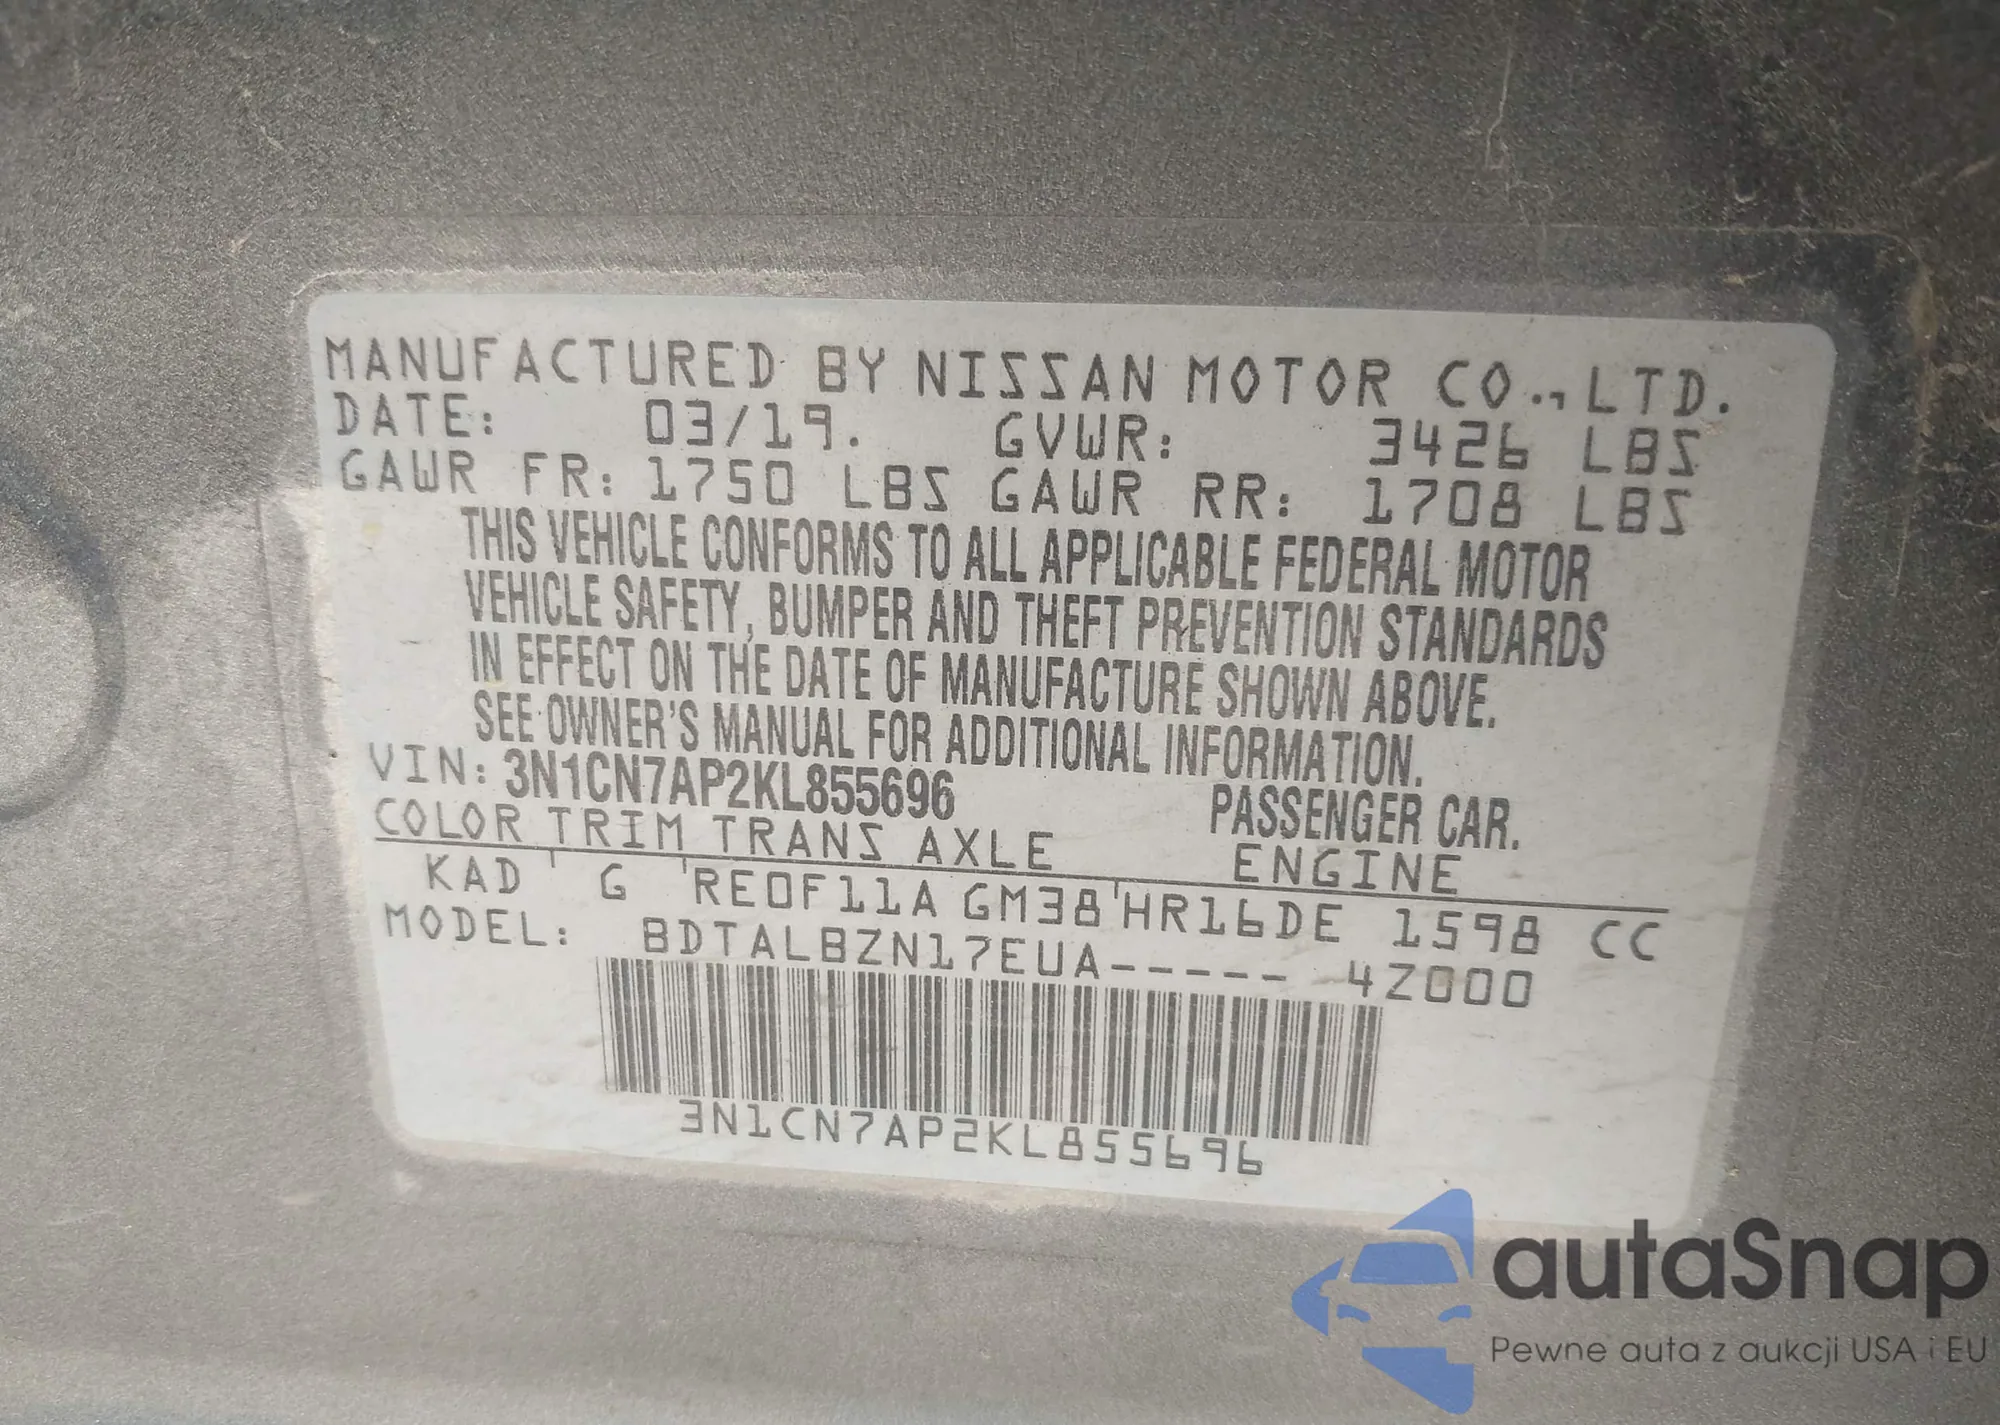 MANUFACTURED BY NISSAN MOTOR CO., LTD.
DATE: 03/19. GVWR: 3426 LBS
GAWR FR: 1750 LBS GAWR RR: 1708 LBS
THIS VEHICLE CONFORMS TO ALL APPLICABLE FEDERAL MOTOR
VEHICLE SAFETY, BUMPER AND THEFT PREVENTION STANDARDS
IN EFFECT ON THE DATE OF MANUFACTURE SHOWN ABOVE.
SEE OWNER'S MANUAL FOR ADDITIONAL INFORMATION.
VIN: 3N1CN7AP2KL855696 PASSENGER CAR.
COLOR TRIM TRANS AXLE ENGINE
KAD G RE0F11A GM38 HR16DE 1598 CC
MODEL: BDTALBZN17EUA----- 4Z000
3N1CN7AP2KL855696
autaSnap
Pewne auta z aukcji USA i EU